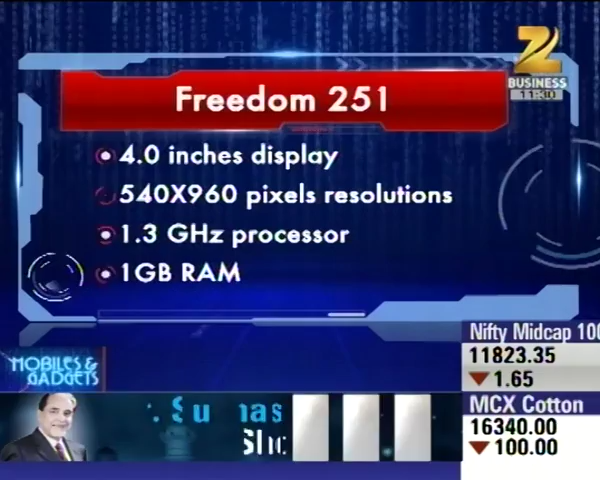 Z
BUSINESS
11:30
Freedom 251
4.0 inches display
540X960 pixels resolutions
1.3 GHz processor
1GB RAM
Nifty Midcap 100
11823.35
1.65
MOBILES &
GADGETS
MCX Cotton
16340.00
100.00